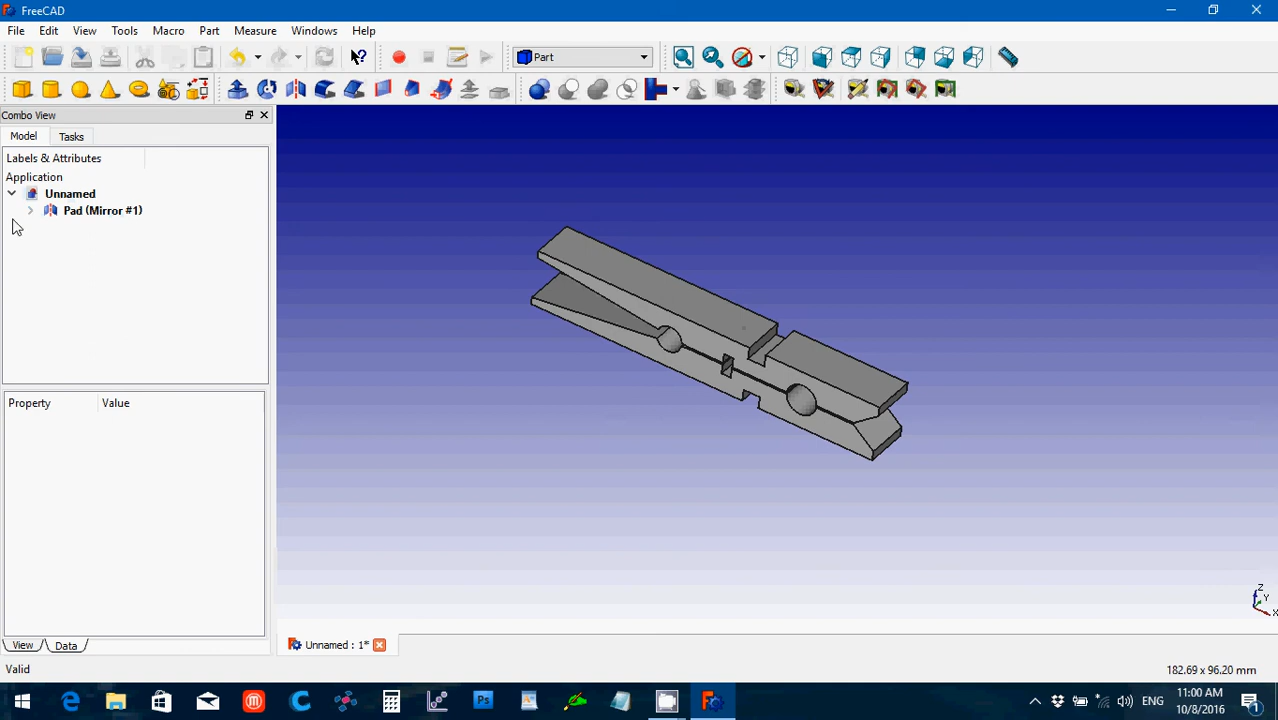 FreeCAD
File Edit View Tools Macro Part Measure Windows Help
Part
Combo View
Model Tasks
Labels & Attributes
Application
Unnamed
Pad (Mirror #1)
Property Value
Z
Y
X
View Data
Unnamed : 1*
Valid
182.69 x 96.20 mm
ENG
11:00 AM
10/8/2016
1